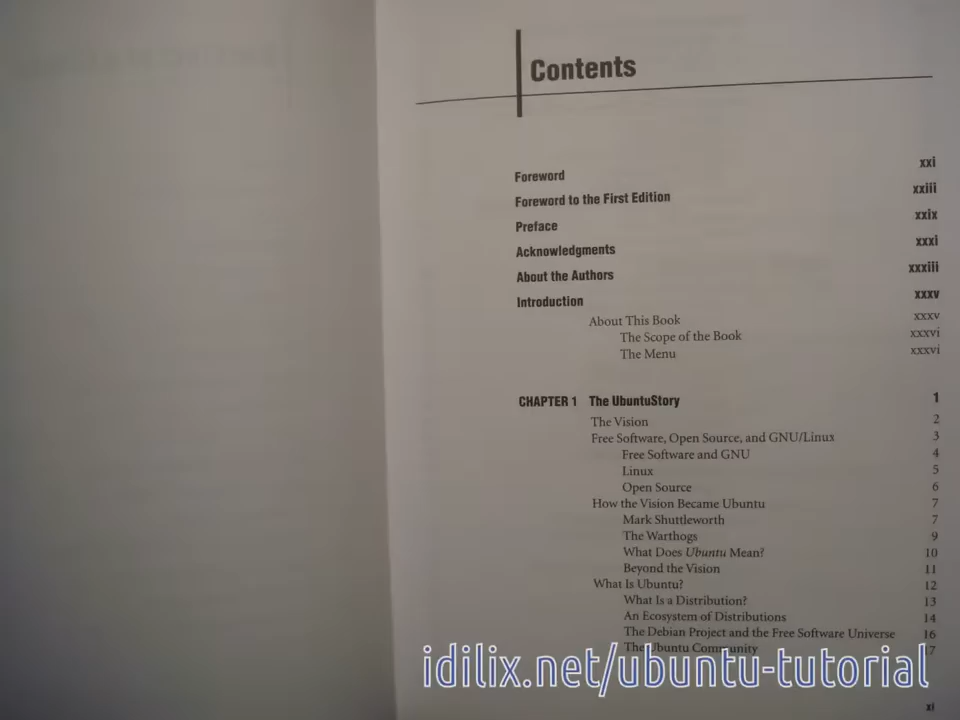 Contents
Foreword xxi
Foreword to the First Edition xxiii
Preface xxix
Acknowledgments xxxi
About the Authors xxxiii
Introduction xxxv
About This Book xxxv
The Scope of the Book xxxvi
The Menu xxxvi
CHAPTER 1 The UbuntuStory 1
The Vision 2
Free Software, Open Source, and GNU/Linux 3
Free Software and GNU 4
Linux 5
Open Source 6
How the Vision Became Ubuntu 7
Mark Shuttleworth 7
The Warthogs 9
What Does Ubuntu Mean? 10
Beyond the Vision 11
What Is Ubuntu? 12
What Is a Distribution? 13
An Ecosystem of Distributions 14
The Debian Project and the Free Software Universe 16
The Ubuntu Community 17
idilix.net/ubuntu-tutorial
xi